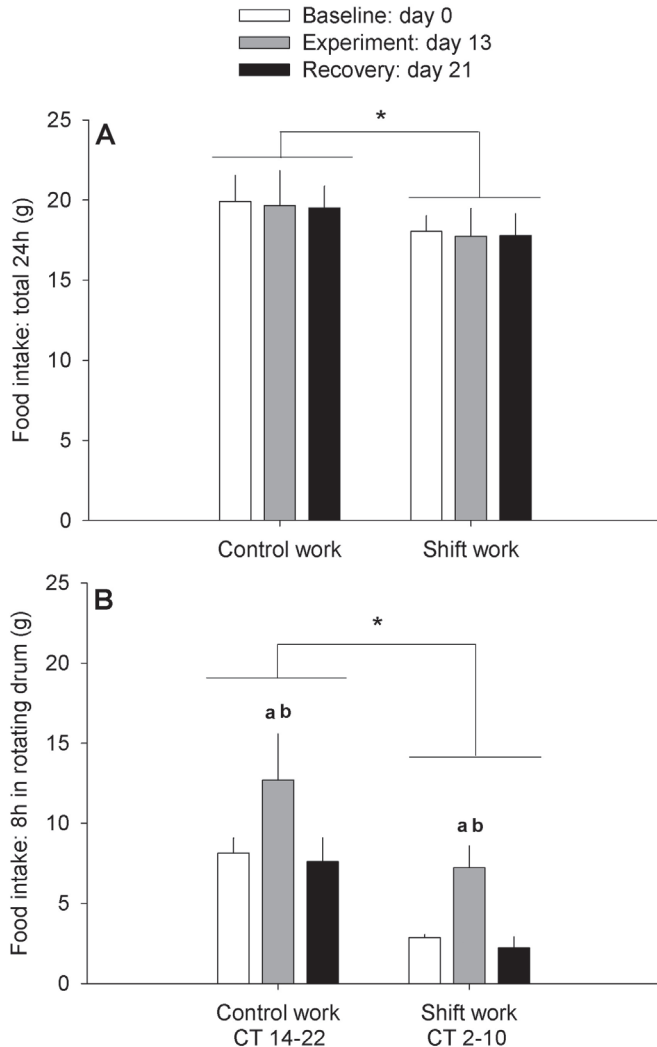 Baseline: day 0
Experiment: day 13
Recovery: day 21
A
*
25
20
15
10
5
0
Food intake: total 24h (g)
Control work
Shift work
B
*
25
20
15
10
5
0
Food intake: 8h in rotating drum (g)
a b
a b
Control work
CT 14-22
Shift work
CT 2-10